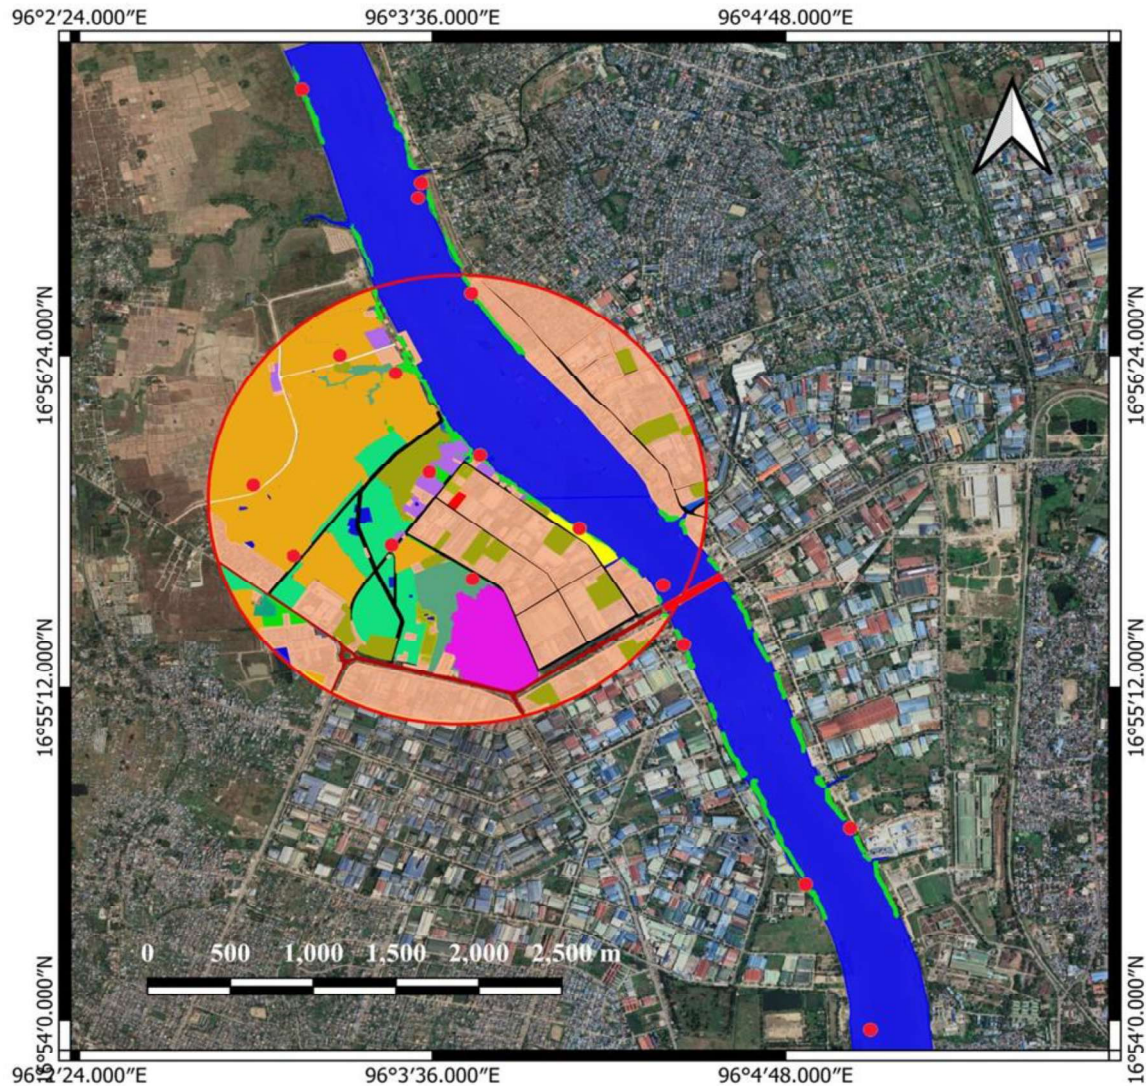 96°2′24.000″E 96°3′36.000″E 96°4′48.000″E
16°56′24.000″N 16°56′24.000″N
16°55′12.000″N 16°55′12.000″N
0 500 1,000 1,500 2,000 2,500 m
16°54′0.000″N 16°54′0.000″N
96°2′24.000″E 96°3′36.000″E 96°4′48.000″E